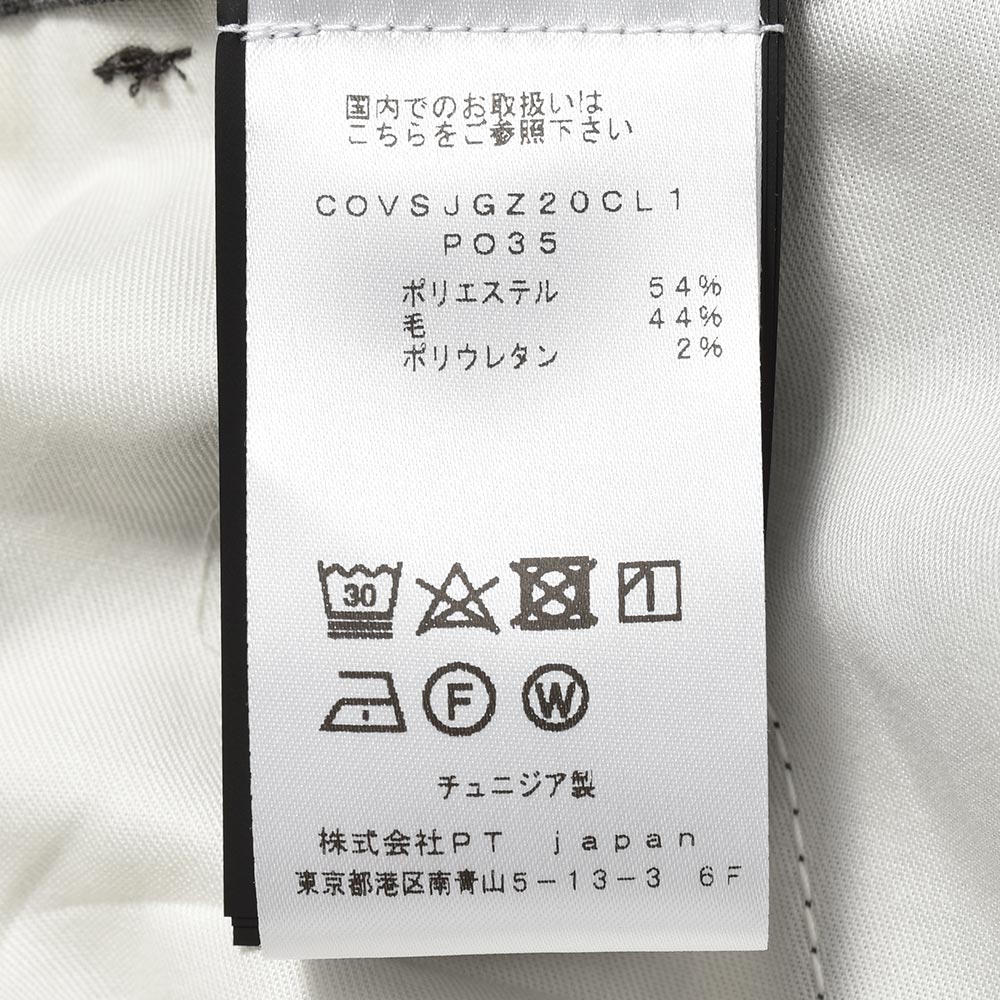 国内でのお取扱いは
こちらをご参照下さい
COVSJGZ20CL1
PO35
ポリエステル 54%
毛 44%
ポリウレタン 2%
30
F W
チュニジア製
株式会社PT japan
東京都港区南青山5-13-3 6F